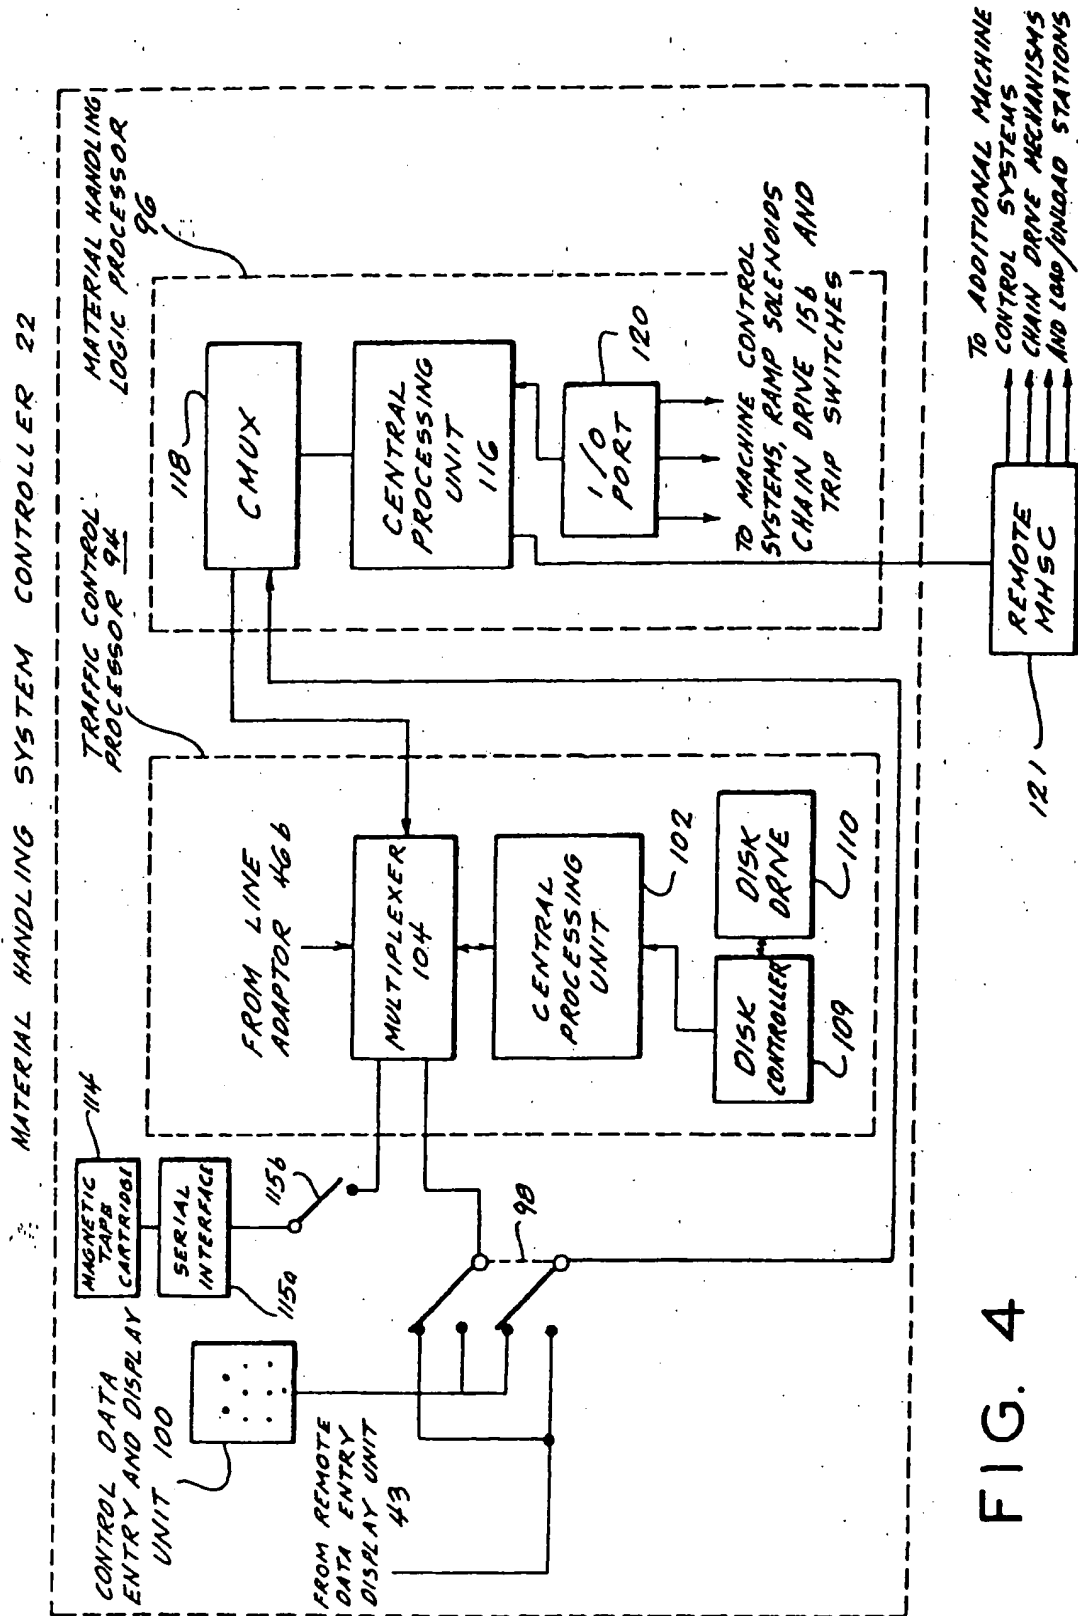 MATERIAL HANDLING SYSTEM CONTROLLER 22
CONTROL DATA
ENTRY AND DISPLAY
UNIT 100
MAGNETIC
TAPE
CARTRIDGE
114
SERIAL
INTERFACE
115a
115b
FROM REMOTE
DATA ENTRY
DISPLAY UNIT
43
98
TRAFFIC CONTROL
PROCESSOR 94
FROM LINE
ADAPTOR 46b
MULTIPLEXER
104
CENTRAL
PROCESSING
UNIT
102
DISK
CONTROLLER
109
DISK
DRIVE
110
MATERIAL HANDLING
LOGIC PROCESSOR
96
118
CMUX
CENTRAL
PROCESSING
UNIT
116
I/O
PORT
120
TO MACHINE CONTROL
SYSTEMS, RAMP SOLENOIDS
CHAIN DRIVE 156 AND
TRIP SWITCHES
REMOTE
MHSC
121
TO ADDITIONAL MACHINE
CONTROL SYSTEMS
CHAIN DRIVE MECHANISMS
AND LOAD/UNLOAD STATIONS
FIG. 4